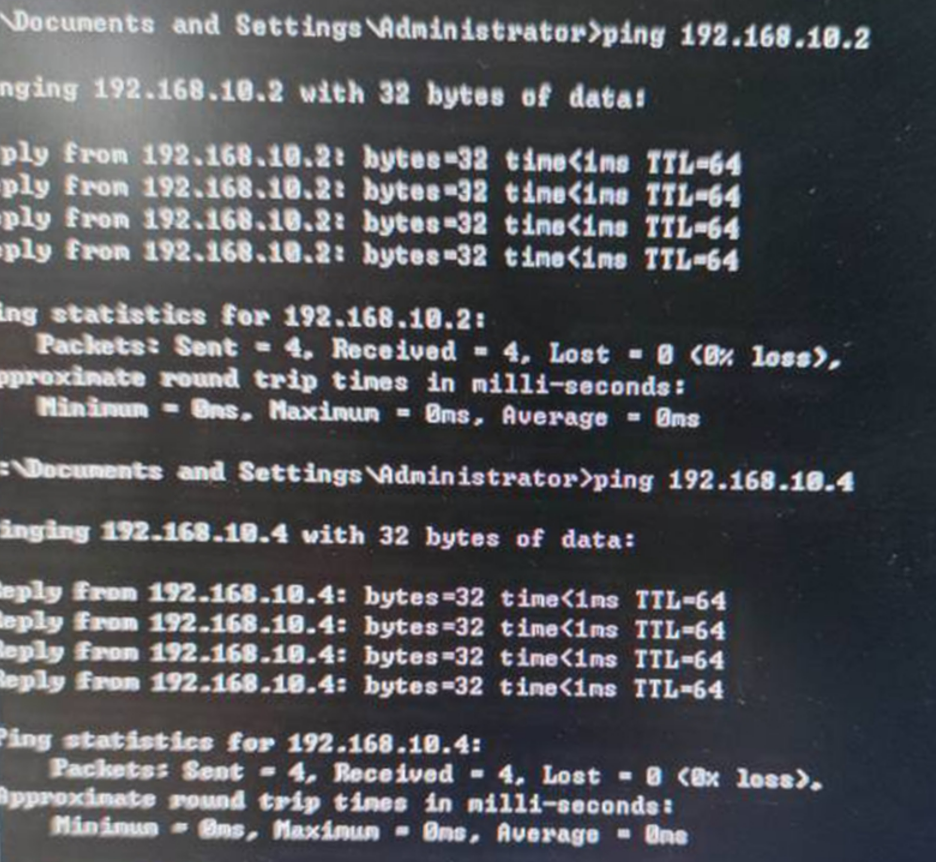 \Documents and Settings\Administrator>ping 192.168.10.2
nging 192.168.10.2 with 32 bytes of data:
ply from 192.168.10.2: bytes=32 time<1ms TTL=64
ply from 192.168.10.2: bytes=32 time<1ms TTL=64
ply from 192.168.10.2: bytes=32 time<1ms TTL=64
eply from 192.168.10.2: bytes=32 time<1ms TTL=64
ing statistics for 192.168.10.2:
Packets: Sent = 4, Received = 4, Lost = 0 (0% loss),
pproximate round trip times in milli-seconds:
Minimum = 0ms, Maximum = 0ms, Average = 0ms
:\Documents and Settings\Administrator>ping 192.168.10.4
inging 192.168.10.4 with 32 bytes of data:
Reply from 192.168.10.4: bytes=32 time<1ms TTL=64
Reply from 192.168.10.4: bytes=32 time<1ms TTL=64
Reply from 192.168.10.4: bytes=32 time<1ms TTL=64
Reply from 192.168.10.4: bytes=32 time<1ms TTL=64
Ping statistics for 192.168.10.4:
Packets: Sent = 4, Received = 4, Lost = 0 (0% loss),
Approximate round trip times in milli-seconds:
Minimum = 0ms, Maximum = 0ms, Average = 0ms